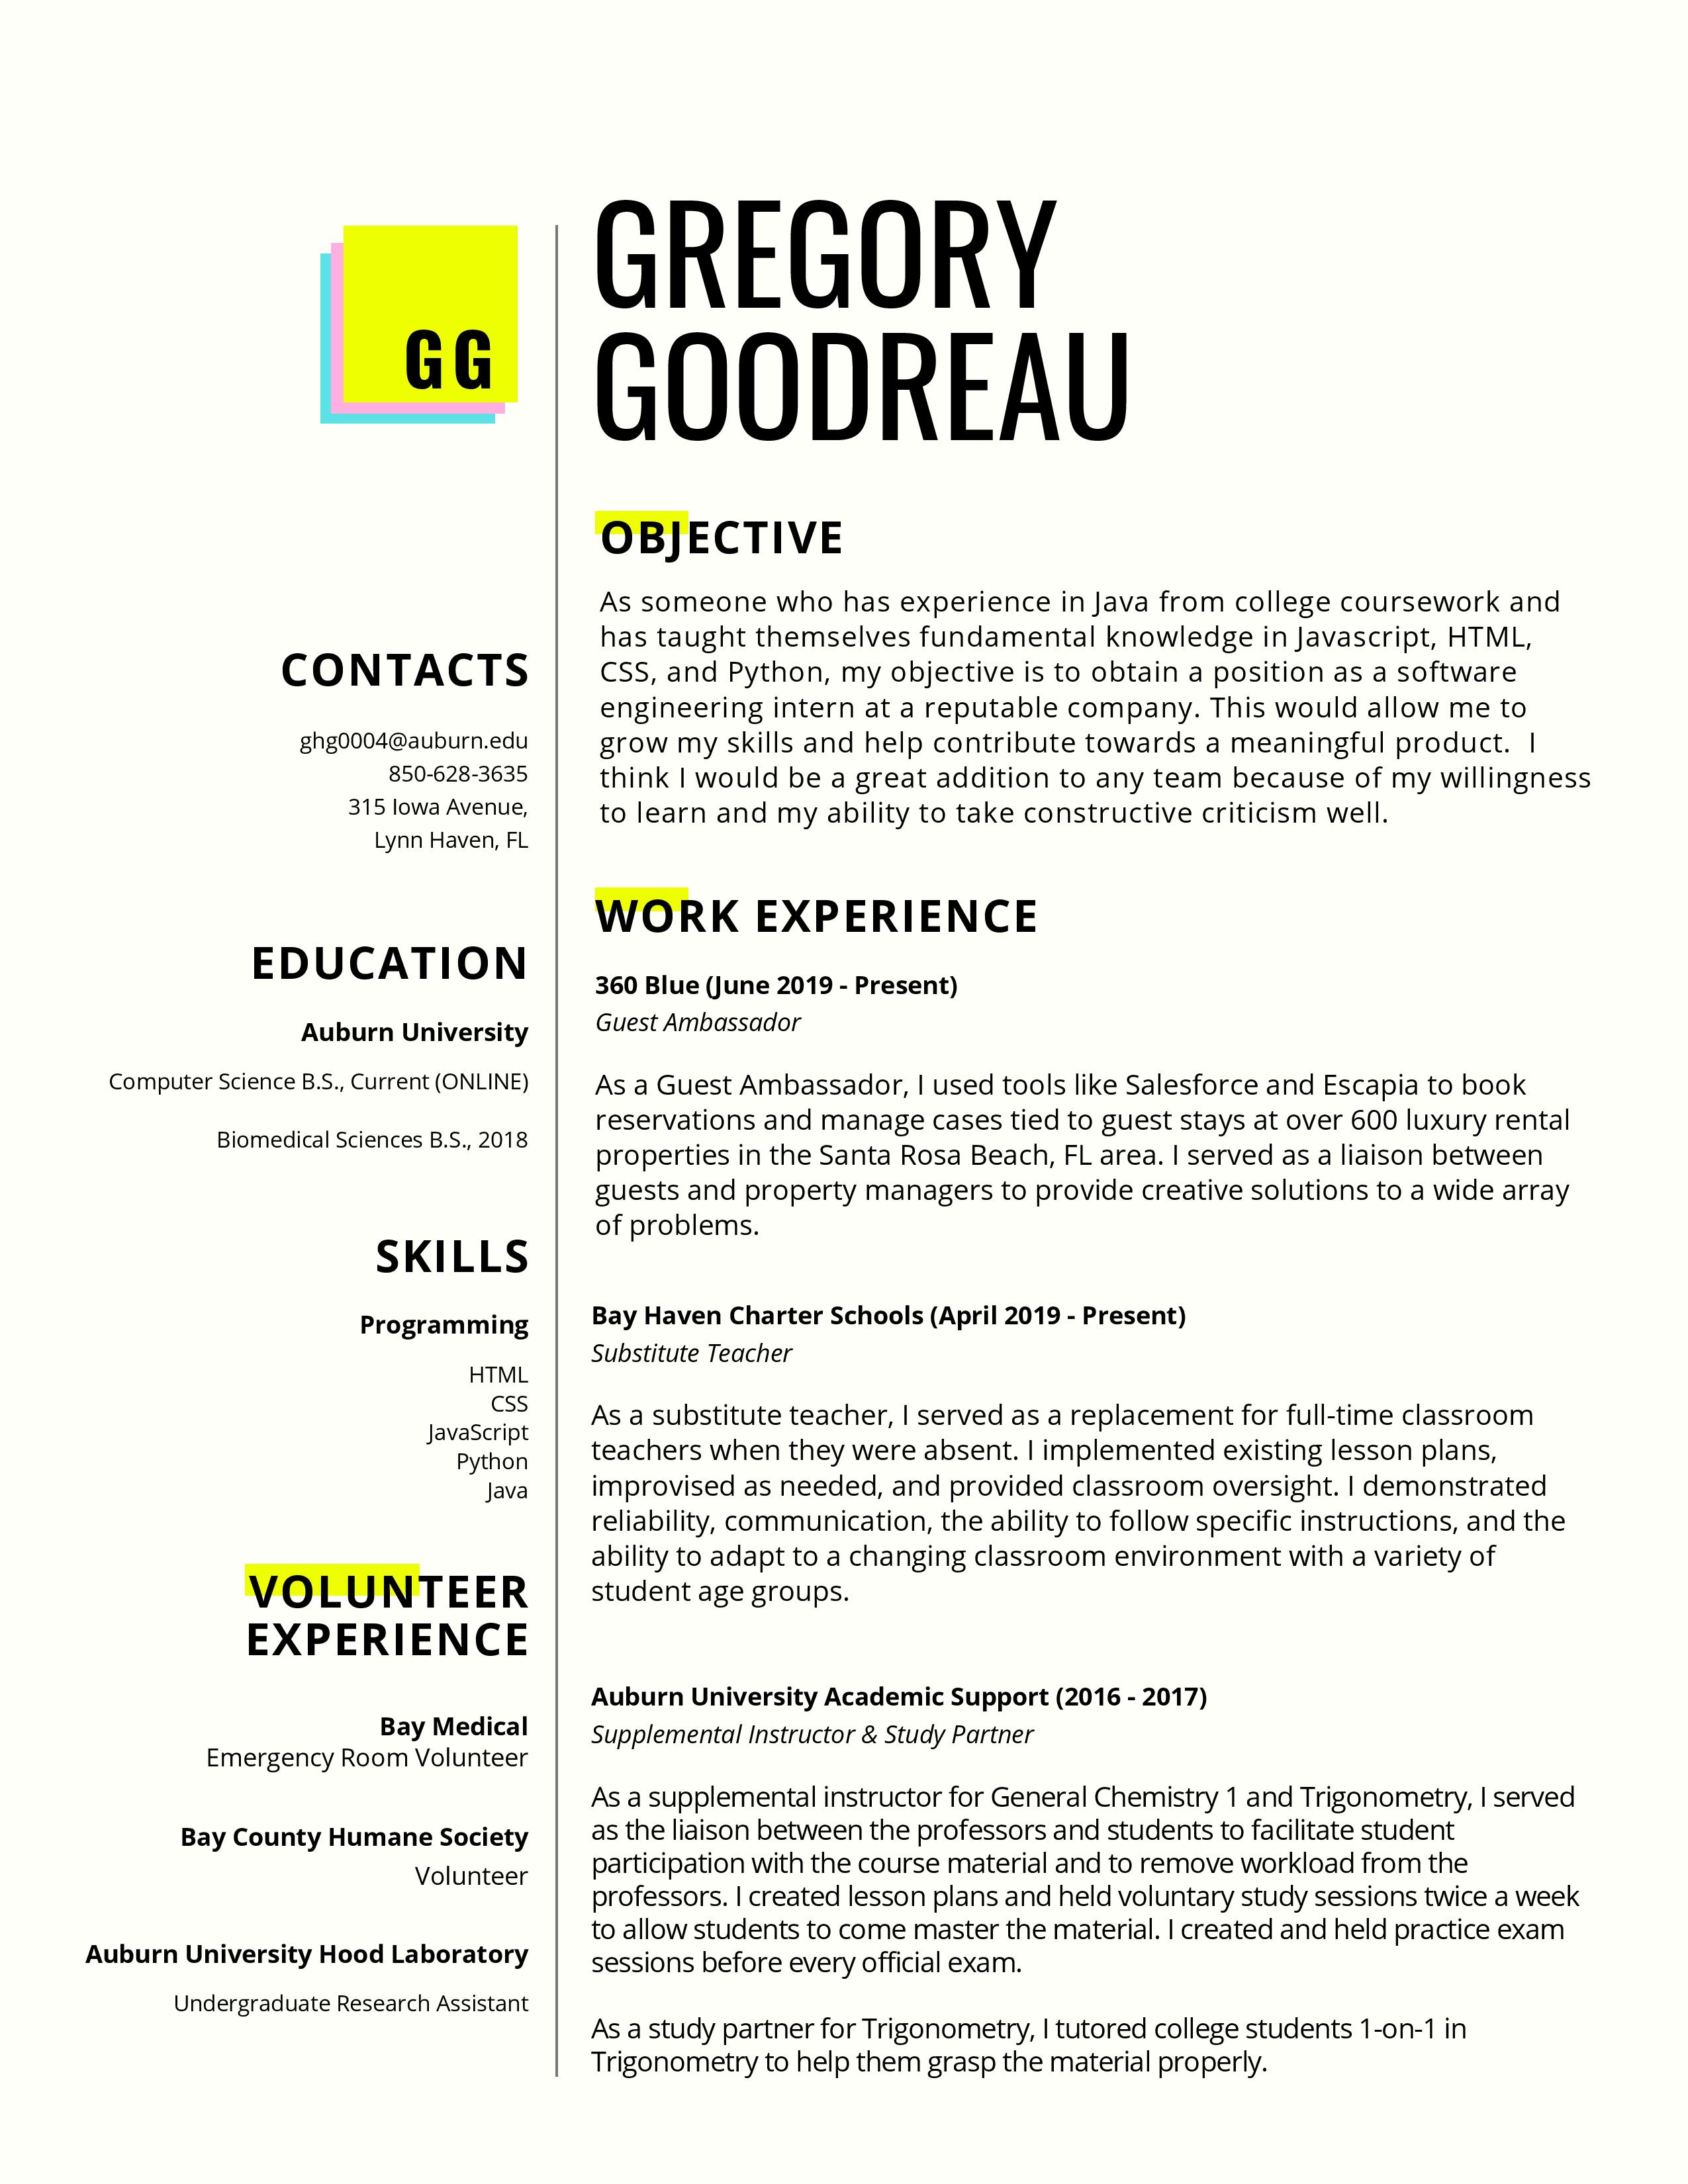 GG
GREGORY
GOODREAU
CONTACTS
ghg0004@auburn.edu
850-628-3635
315 Iowa Avenue,
Lynn Haven, FL
EDUCATION
Auburn University
Computer Science B.S., Current (ONLINE)
Biomedical Sciences B.S., 2018
SKILLS
Programming
HTML
CSS
JavaScript
Python
Java
VOLUNTEER
EXPERIENCE
Bay Medical
Emergency Room Volunteer
Bay County Humane Society
Volunteer
Auburn University Hood Laboratory
Undergraduate Research Assistant
OBJECTIVE
As someone who has experience in Java from college coursework and
has taught themselves fundamental knowledge in Javascript, HTML,
CSS, and Python, my objective is to obtain a position as a software
engineering intern at a reputable company. This would allow me to
grow my skills and help contribute towards a meaningful product.  I
think I would be a great addition to any team because of my willingness
to learn and my ability to take constructive criticism well.
WORK EXPERIENCE
360 Blue (June 2019 - Present)
Guest Ambassador
As a Guest Ambassador, I used tools like Salesforce and Escapia to book
reservations and manage cases tied to guest stays at over 600 luxury rental
properties in the Santa Rosa Beach, FL area. I served as a liaison between
guests and property managers to provide creative solutions to a wide array
of problems.
Bay Haven Charter Schools (April 2019 - Present)
Substitute Teacher
As a substitute teacher, I served as a replacement for full-time classroom
teachers when they were absent. I implemented existing lesson plans,
improvised as needed, and provided classroom oversight. I demonstrated
reliability, communication, the ability to follow specific instructions, and the
ability to adapt to a changing classroom environment with a variety of
student age groups.
Auburn University Academic Support (2016 - 2017)
Supplemental Instructor & Study Partner
As a supplemental instructor for General Chemistry 1 and Trigonometry, I served
as the liaison between the professors and students to facilitate student
participation with the course material and to remove workload from the
professors. I created lesson plans and held voluntary study sessions twice a week
to allow students to come master the material. I created and held practice exam
sessions before every official exam.
As a study partner for Trigonometry, I tutored college students 1-on-1 in
Trigonometry to help them grasp the material properly.